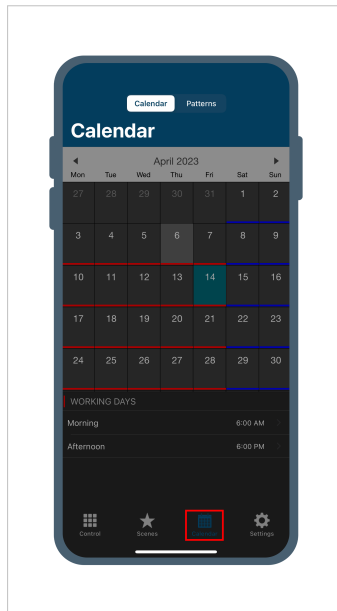 Calendar Patterns
Calendar
April 2023
Mon Tue Wed Thu Fri Sat Sun
27 28 29 30 31 1 2
3 4 5 6 7 8 9
10 11 12 13 14 15 16
17 18 19 20 21 22 23
24 25 26 27 28 29 30
WORKING DAYS
Morning 6:00 AM
Afternoon 6:00 PM
Control Scenes Calendar Settings